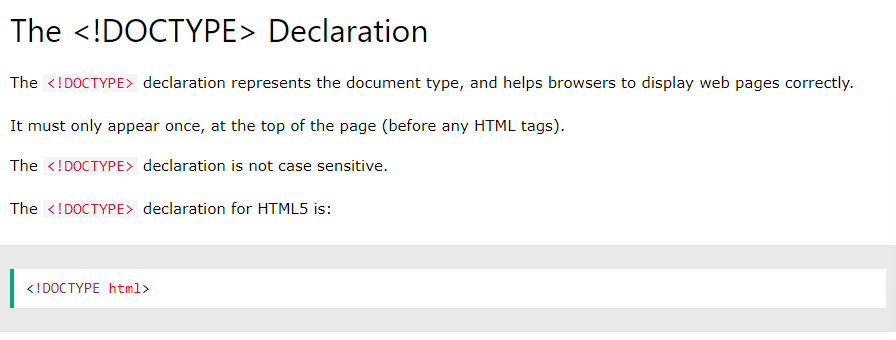 The <!DOCTYPE> Declaration
The <!DOCTYPE> declaration represents the document type, and helps browsers to display web pages correctly.
It must only appear once, at the top of the page (before any HTML tags).
The <!DOCTYPE> declaration is not case sensitive.
The <!DOCTYPE> declaration for HTML5 is:
<!DOCTYPE html>